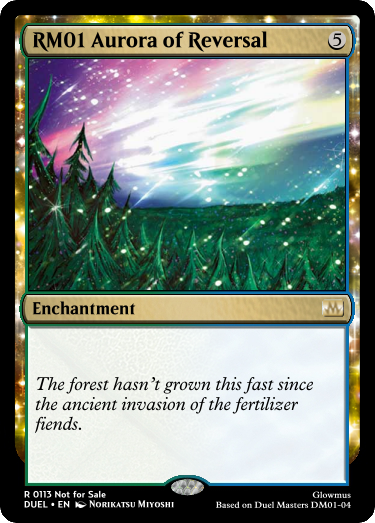 RM01 Aurora of Reversal 5
Enchantment
The forest hasn't grown this fast since
the ancient invasion of the fertilizer
fiends.
R 0113 Not for Sale
Glowmus
DUEL • EN NORIKATSU MIYOSHI
Based on Duel Masters DM01-04